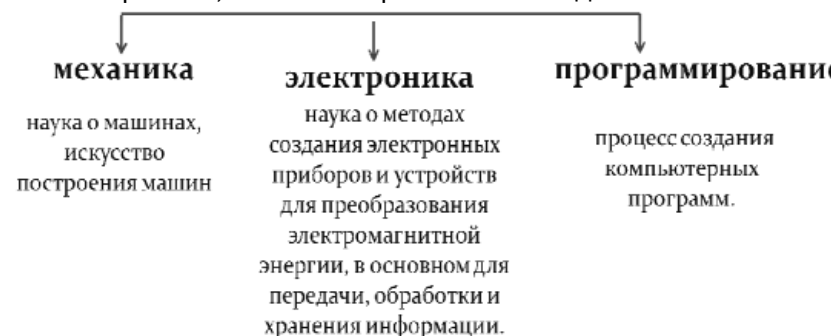 механика
наука о машинах,
искусство
построения машин
электроника
наука о методах
создания электронных
приборов и устройств
для преобразования
электромагнитной
энергии, в основном для
передачи, обработки и
хранения информации.
программирование
процесс создания
компьютерных
программ.